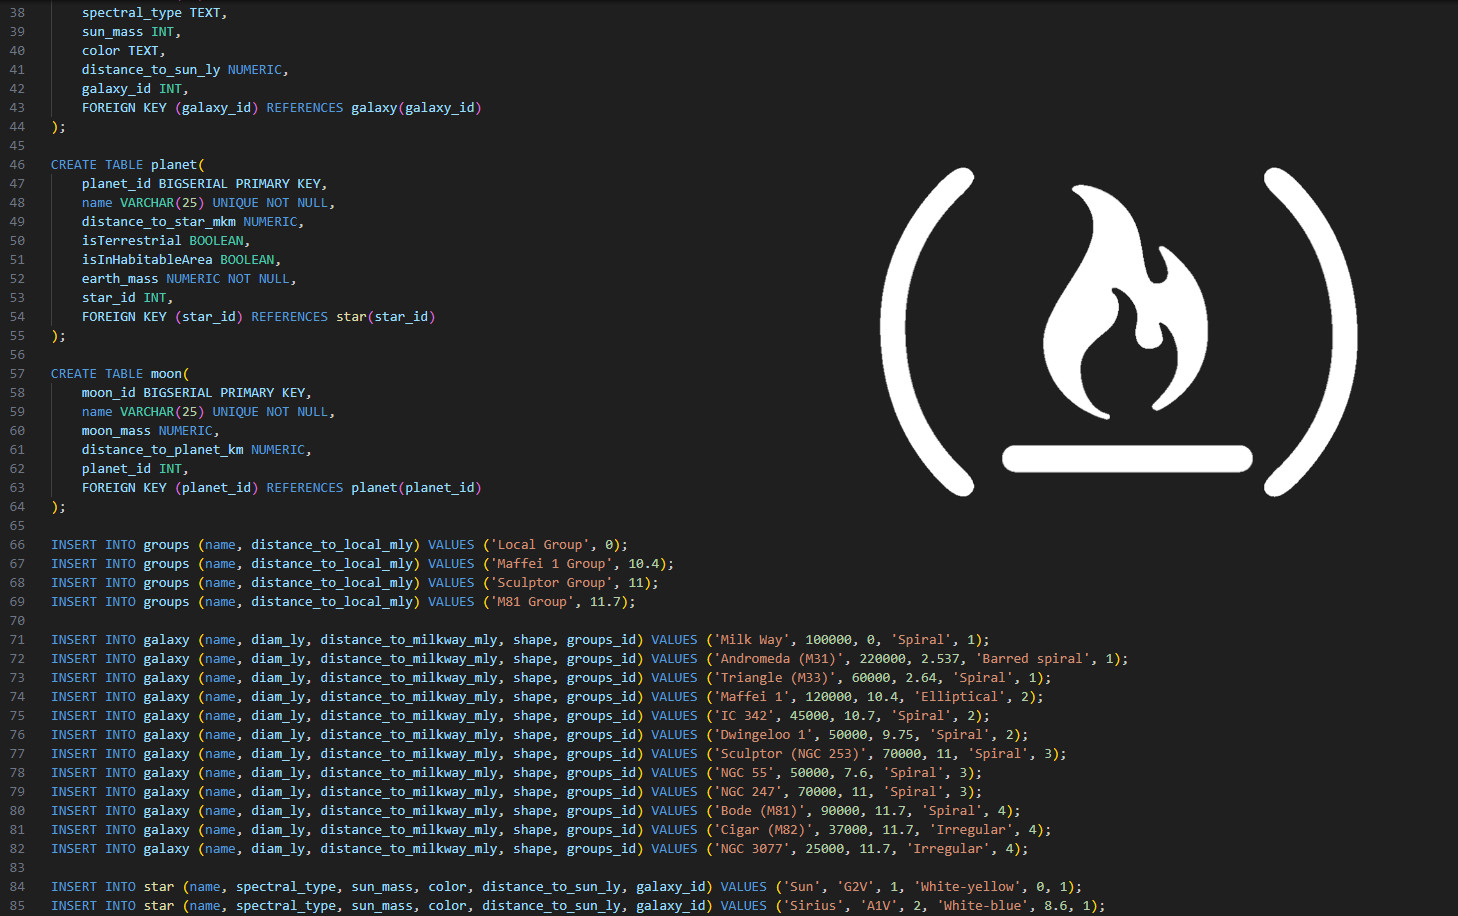 38 spectral_type TEXT,
39 sun_mass INT,
40 color TEXT,
41 distance_to_sun_ly NUMERIC,
42 galaxy_id INT,
43 FOREIGN KEY (galaxy_id) REFERENCES galaxy(galaxy_id)
44 );
45
46 CREATE TABLE planet(
47 planet_id BIGSERIAL PRIMARY KEY,
48 name VARCHAR(25) UNIQUE NOT NULL,
49 distance_to_star_mkm NUMERIC,
50 isTerrestrial BOOLEAN,
51 isInHabitableArea BOOLEAN,
52 earth_mass NUMERIC NOT NULL,
53 star_id INT,
54 FOREIGN KEY (star_id) REFERENCES star(star_id)
55 );
56
57 CREATE TABLE moon(
58 moon_id BIGSERIAL PRIMARY KEY,
59 name VARCHAR(25) UNIQUE NOT NULL,
60 moon_mass NUMERIC,
61 distance_to_planet_km NUMERIC,
62 planet_id INT,
63 FOREIGN KEY (planet_id) REFERENCES planet(planet_id)
64 );
65
66 INSERT INTO groups (name, distance_to_local_mly) VALUES ('Local Group', 0);
67 INSERT INTO groups (name, distance_to_local_mly) VALUES ('Maffei 1 Group', 10.4);
68 INSERT INTO groups (name, distance_to_local_mly) VALUES ('Sculptor Group', 11);
69 INSERT INTO groups (name, distance_to_local_mly) VALUES ('M81 Group', 11.7);
70
71 INSERT INTO galaxy (name, diam_ly, distance_to_milkway_mly, shape, groups_id) VALUES ('Milk Way', 100000, 0, 'Spiral', 1);
72 INSERT INTO galaxy (name, diam_ly, distance_to_milkway_mly, shape, groups_id) VALUES ('Andromeda (M31)', 220000, 2.537, 'Barred spiral', 1);
73 INSERT INTO galaxy (name, diam_ly, distance_to_milkway_mly, shape, groups_id) VALUES ('Triangle (M33)', 60000, 2.64, 'Spiral', 1);
74 INSERT INTO galaxy (name, diam_ly, distance_to_milkway_mly, shape, groups_id) VALUES ('Maffei 1', 120000, 10.4, 'Elliptical', 2);
75 INSERT INTO galaxy (name, diam_ly, distance_to_milkway_mly, shape, groups_id) VALUES ('IC 342', 45000, 10.7, 'Spiral', 2);
76 INSERT INTO galaxy (name, diam_ly, distance_to_milkway_mly, shape, groups_id) VALUES ('Dwingeloo 1', 50000, 9.75, 'Spiral', 2);
77 INSERT INTO galaxy (name, diam_ly, distance_to_milkway_mly, shape, groups_id) VALUES ('Sculptor (NGC 253)', 70000, 11, 'Spiral', 3);
78 INSERT INTO galaxy (name, diam_ly, distance_to_milkway_mly, shape, groups_id) VALUES ('NGC 55', 50000, 7.6, 'Spiral', 3);
79 INSERT INTO galaxy (name, diam_ly, distance_to_milkway_mly, shape, groups_id) VALUES ('NGC 247', 70000, 11, 'Spiral', 3);
80 INSERT INTO galaxy (name, diam_ly, distance_to_milkway_mly, shape, groups_id) VALUES ('Bode (M81)', 90000, 11.7, 'Spiral', 4);
81 INSERT INTO galaxy (name, diam_ly, distance_to_milkway_mly, shape, groups_id) VALUES ('Cigar (M82)', 37000, 11.7, 'Irregular', 4);
82 INSERT INTO galaxy (name, diam_ly, distance_to_milkway_mly, shape, groups_id) VALUES ('NGC 3077', 25000, 11.7, 'Irregular', 4);
83
84 INSERT INTO star (name, spectral_type, sun_mass, color, distance_to_sun_ly, galaxy_id) VALUES ('Sun', 'G2V', 1, 'White-yellow', 0, 1);
85 INSERT INTO star (name, spectral_type, sun_mass, color, distance_to_sun_ly, galaxy_id) VALUES ('Sirius', 'A1V', 2, 'White-blue', 8.6, 1);